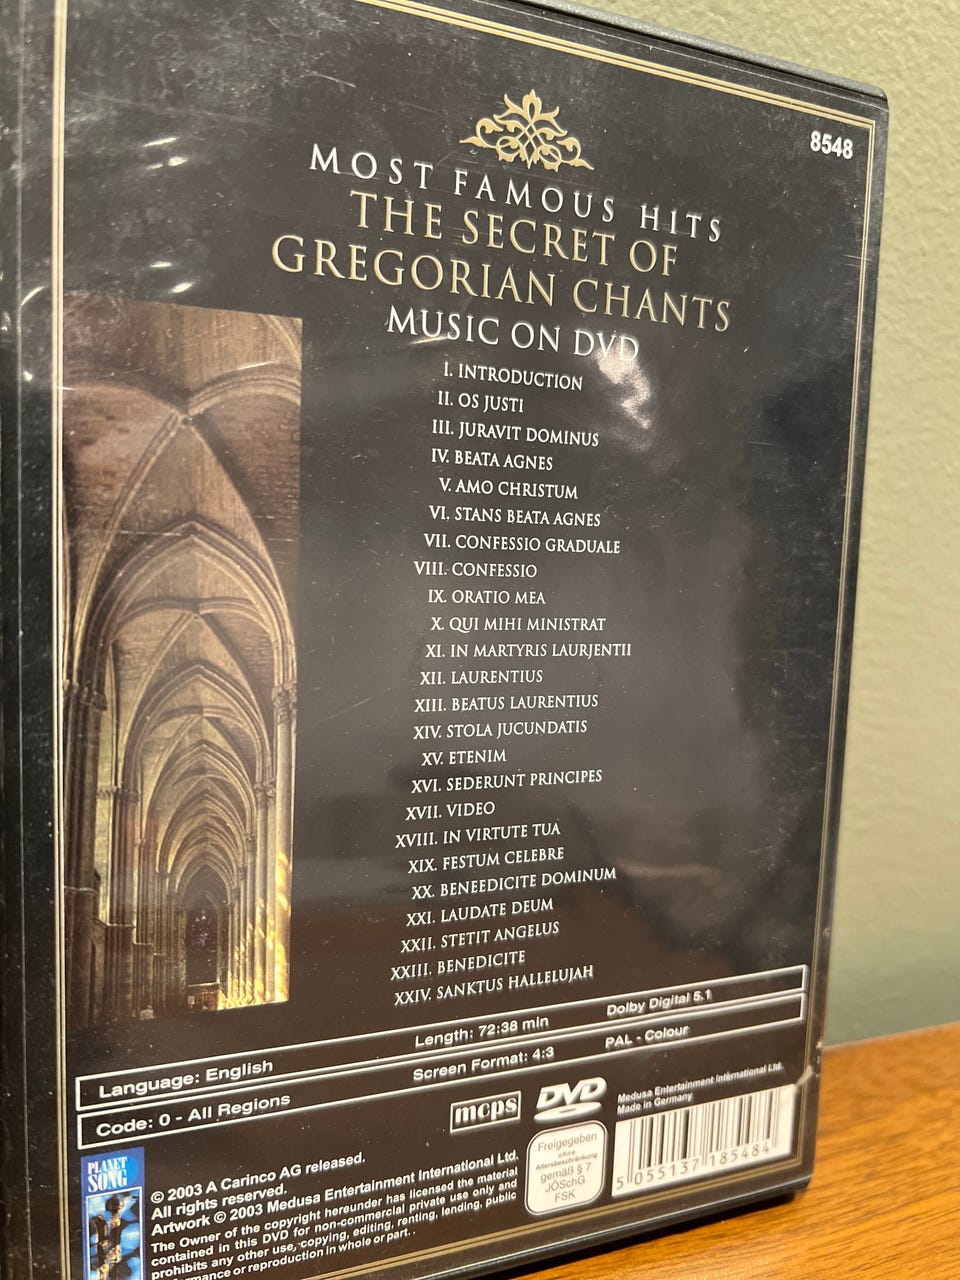 8548
MOST FAMOUS HITS
THE SECRET OF
GREGORIAN CHANTS
MUSIC ON DVD
I. INTRODUCTION
II. OS JUSTI
III. JURAVIT DOMINUS
IV. BEATA AGNES
V. AMO CHRISTUM
VI. STANS BEATA AGNES
VII. CONFESSIO GRADUALE
VIII. CONFESSIO
IX. ORATIO MEA
X. QUI MIHI MINISTRAT
XI. IN MARTYRIS LAURJENTII
XII. LAURENTIUS
XIII. BEATUS LAURENTIUS
XIV. STOLA JUCUNDATIS
XV. ETENIM
XVI. SEDERUNT PRINCIPES
XVII. VIDEO
XVIII. IN VIRTUTE TUA
XIX. FESTUM CELEBRE
XX. BENEEDICITE DOMINUM
XXI. LAUDATE DEUM
XXII. STETIT ANGELUS
XXIII. BENEDICITE
XXIV. SANKTUS HALLELUJAH
Language: English Length: 72:38 min Dolby Digital 5.1
Code: 0 - All Regions Screen Format: 4:3 PAL - Colour
mcps
DVD
Medusa Entertainment International Ltd.
Made in Germany
Freigegeben
ohne
Altersbeschränkung
gemäß § 7
JÖSchG
FSK
5 055137 185484
PLANET
SONG
© 2003 A Carinco AG released.
All rights reserved.
Artwork © 2003 Medusa Entertainment International Ltd.
The Owner of the copyright hereunder has licensed the material
contained in this DVD for non-commercial private use only and
prohibits any other use, copying, editing, renting, lending, public
or reproduction in whole or part.